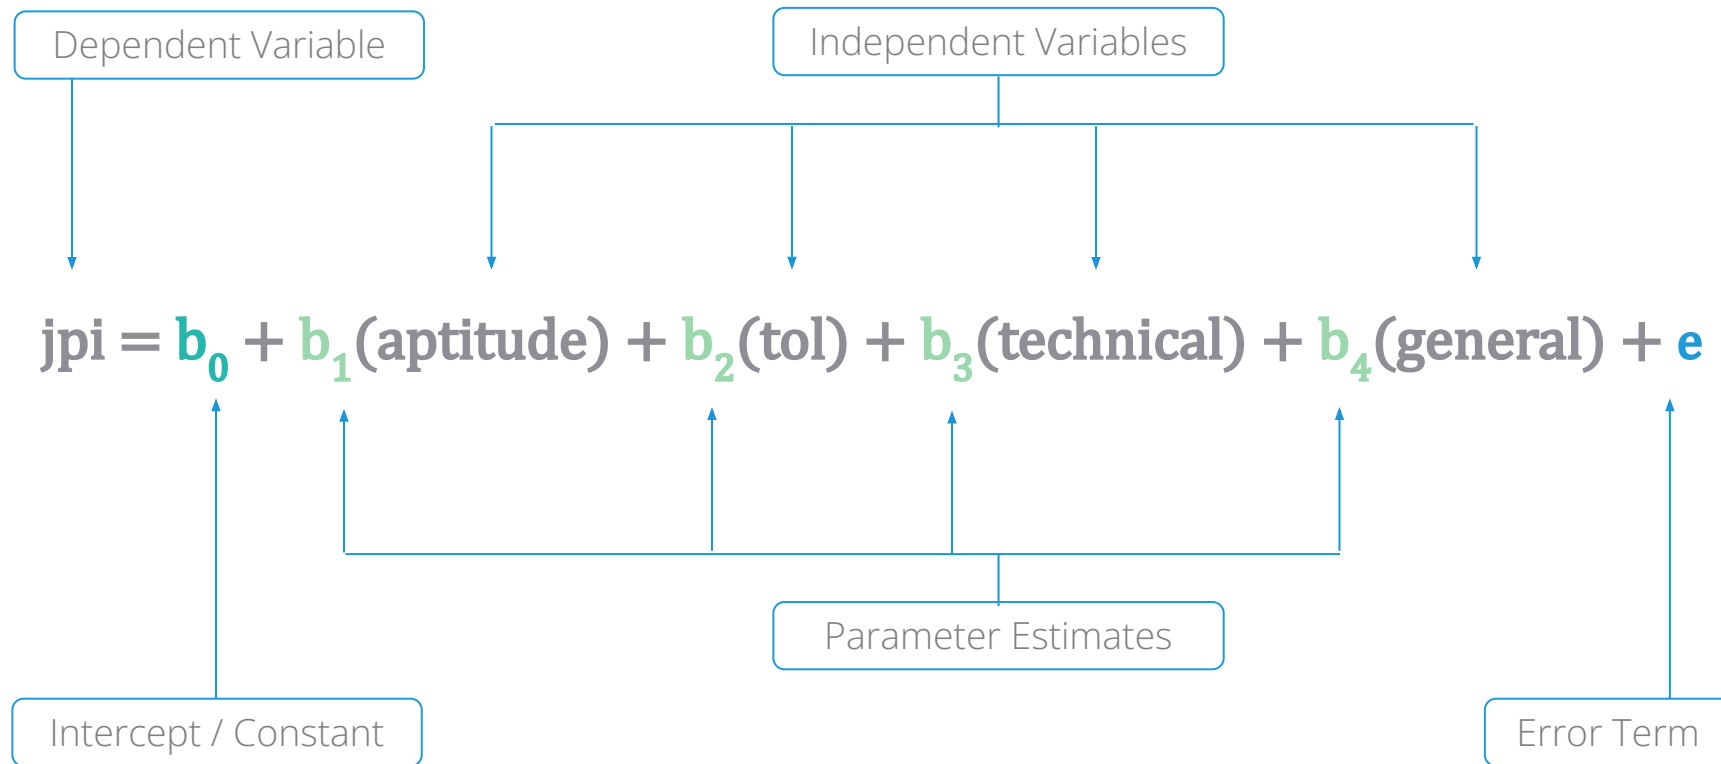 Dependent Variable
Independent Variables
jpi = b₀ + b₁(aptitude) + b₂(tol) + b₃(technical) + b₄(general) + e
Parameter Estimates
Intercept / Constant
Error Term